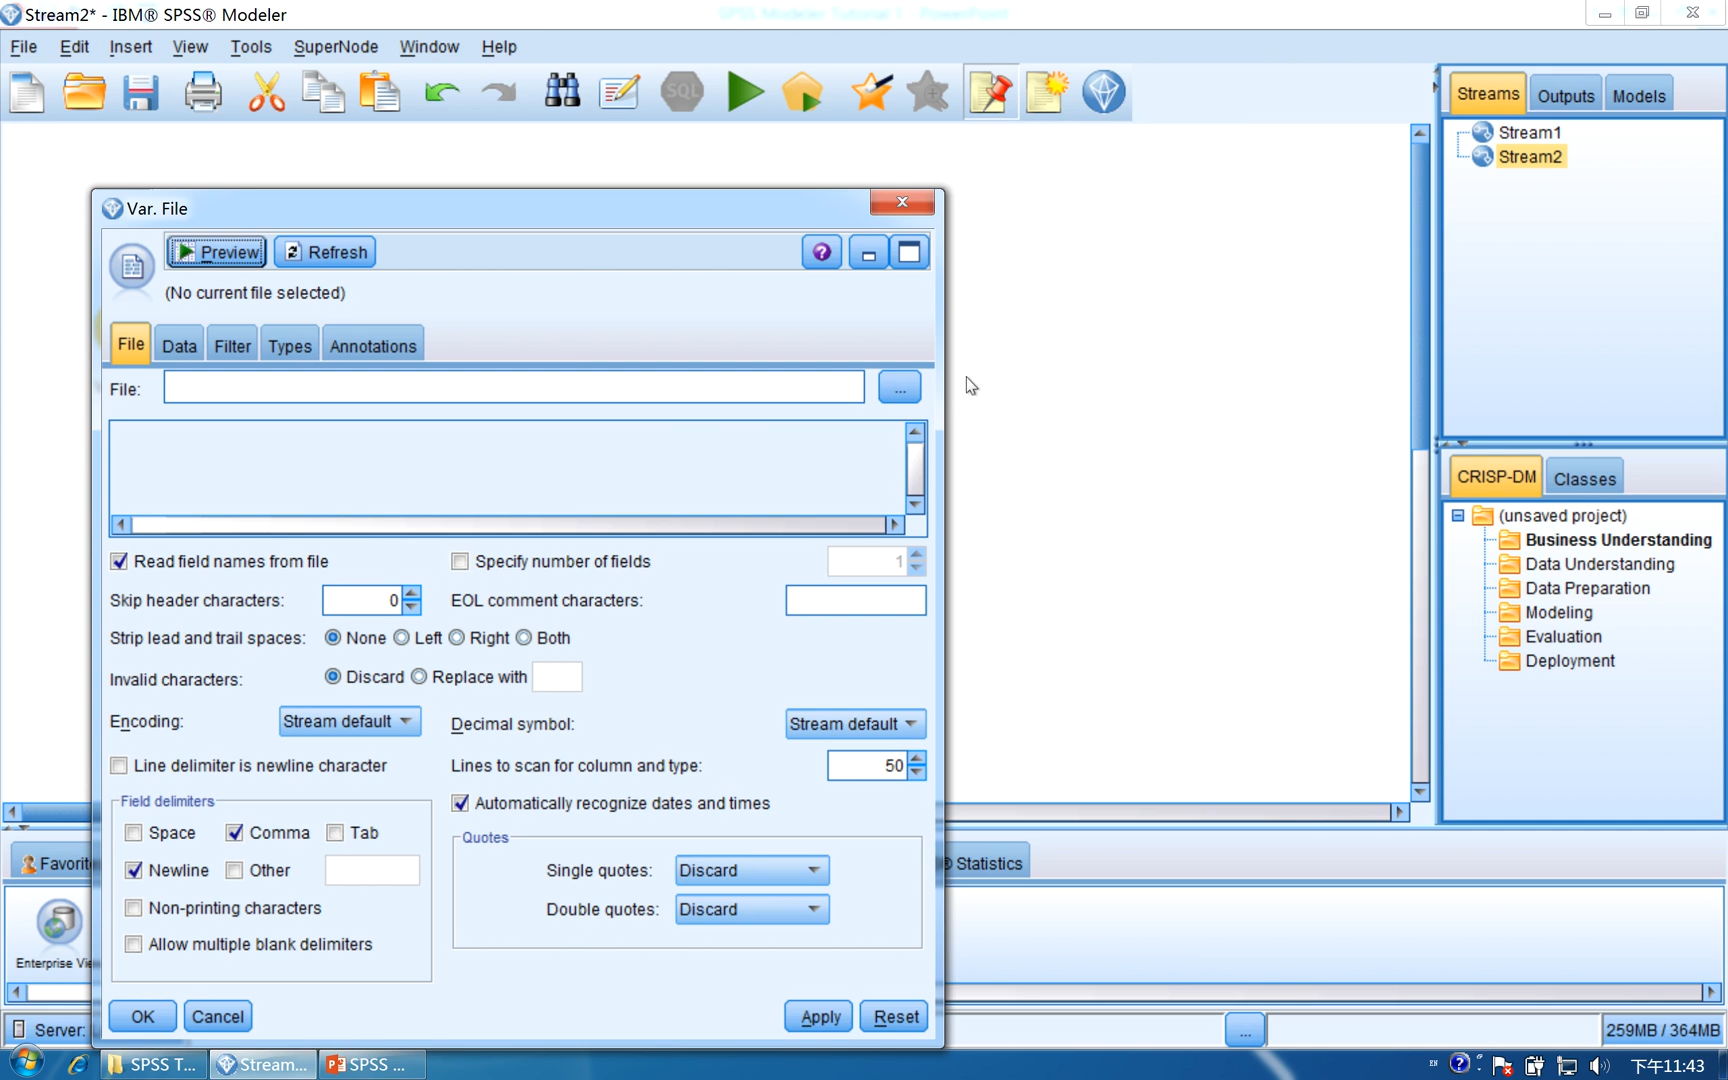 Stream2* - IBM® SPSS® Modeler
SPSS Modeler Tutorial 1 - PowerPoint
File Edit Insert View Tools SuperNode Window Help
SQL
Streams Outputs Models
Stream1
Stream2
Var. File
Preview Refresh
(No current file selected)
File Data Filter Types Annotations
File: ...
Read field names from file Specify number of fields 1
Skip header characters: 0 EOL comment characters:
Strip lead and trail spaces: None Left Right Both
Invalid characters: Discard Replace with
Encoding: Stream default Decimal symbol: Stream default
Line delimiter is newline character Lines to scan for column and type: 50
Field delimiters
Automatically recognize dates and times
Space Comma Tab
Quotes
Newline Other
Single quotes: Discard
Non-printing characters
Double quotes: Discard
Allow multiple blank delimiters
OK Cancel Apply Reset
CRISP-DM Classes
(unsaved project)
Business Understanding
Data Understanding
Data Preparation
Modeling
Evaluation
Deployment
® Statistics
Enterprise
Server:
... 259MB / 364MB
SPSS T... Stream... SPSS ...
EN 下午11:43